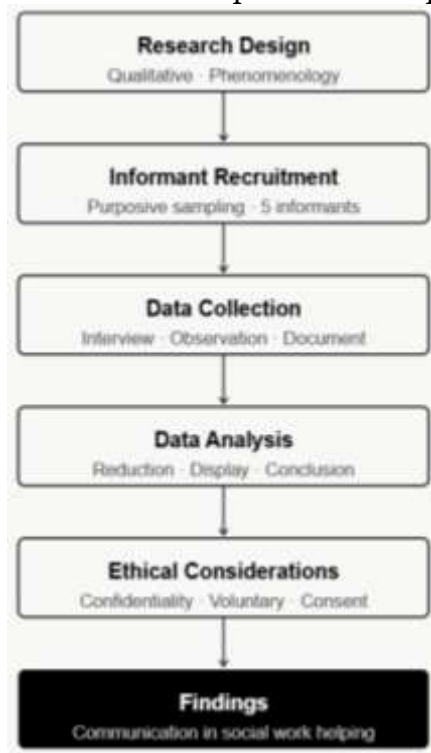 Research Design
Qualitative · Phenomenology
Informant Recruitment
Purposive sampling · 5 informants
Data Collection
Interview · Observation · Document
Data Analysis
Reduction · Display · Conclusion
Ethical Considerations
Confidentiality · Voluntary · Consent
Findings
Communication in social work helping